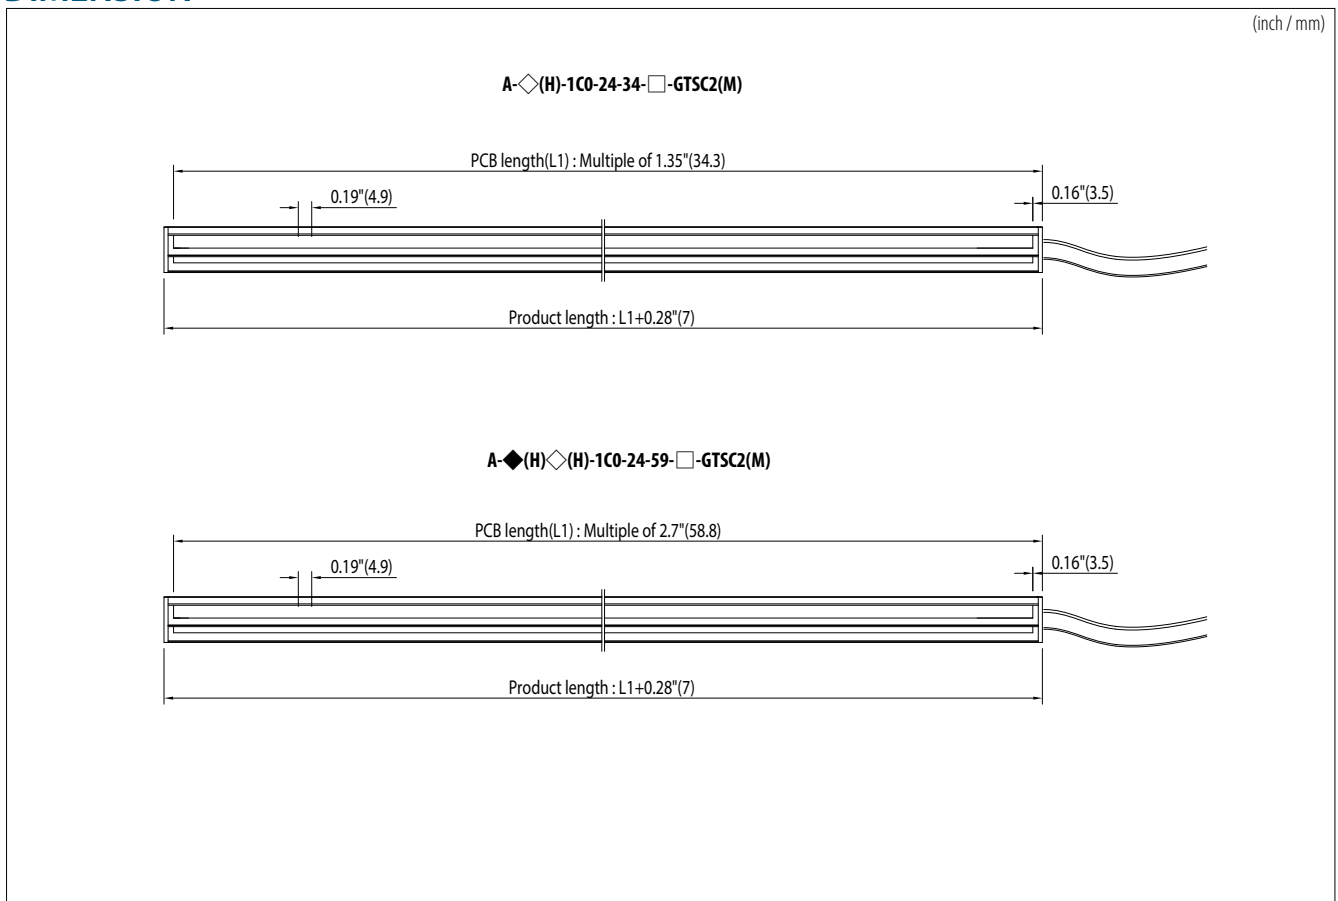 DIMENSION
(inch / mm)
A-◇(H)-1C0-24-34-□-GTSC2(M)
PCB length(L1) : Multiple of 1.35"(34.3)
0.19"(4.9)
0.16"(3.5)
Product length : L1+0.28"(7)
A-◆(H)◇(H)-1C0-24-59-□-GTSC2(M)
PCB length(L1) : Multiple of 2.7"(58.8)
0.19"(4.9)
0.16"(3.5)
Product length : L1+0.28"(7)